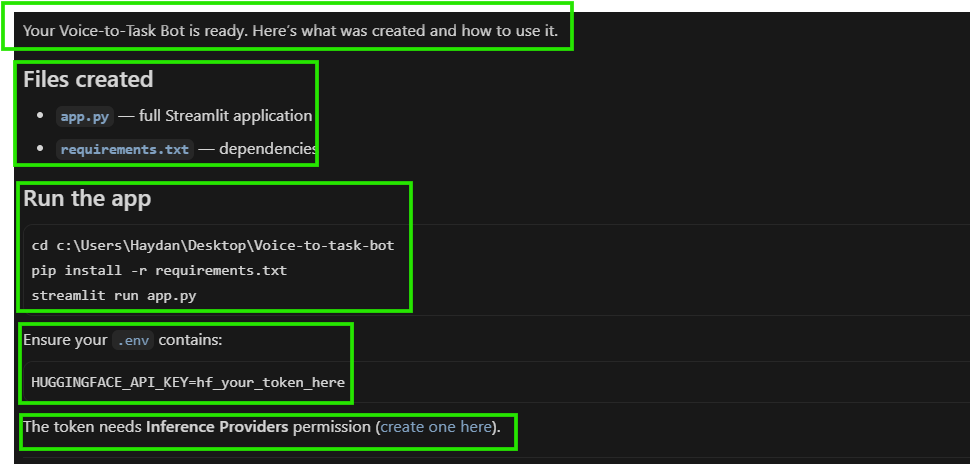 Your Voice-to-Task Bot is ready. Here's what was created and how to use it.
Files created
• app.py — full Streamlit application
• requirements.txt — dependencies
Run the app
cd c:\Users\Haydan\Desktop\Voice-to-task-bot
pip install -r requirements.txt
streamlit run app.py
Ensure your .env contains:
HUGGINGFACE_API_KEY=hf_your_token_here
The token needs Inference Providers permission (create one here).